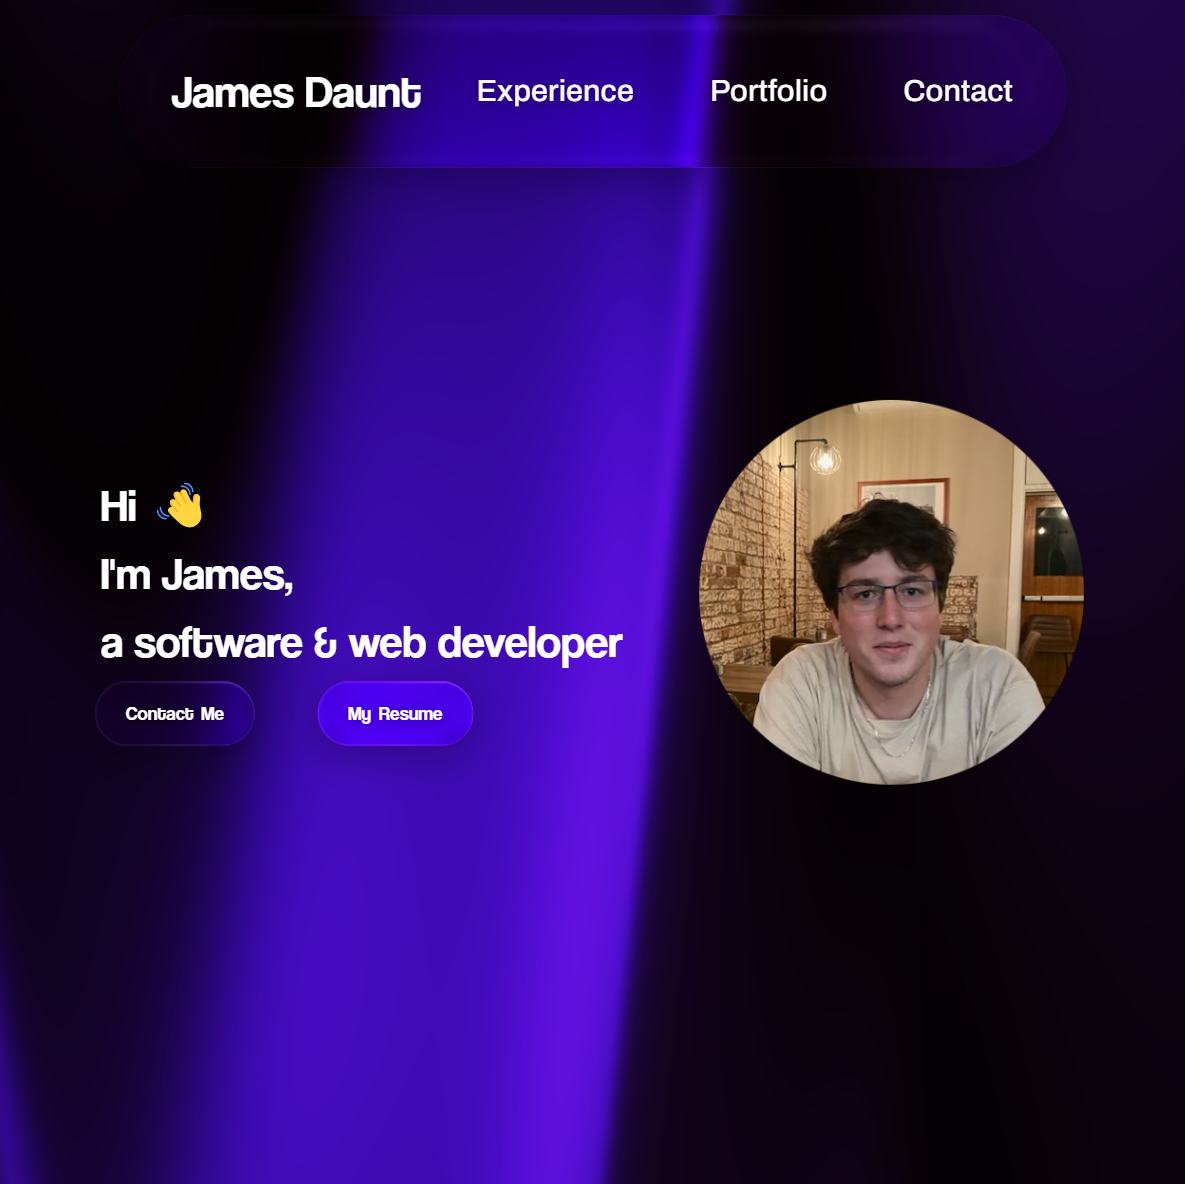 James Daunt Experience Portfolio Contact
Hi 👋
I'm James,
a software & web developer
Contact Me My Resume